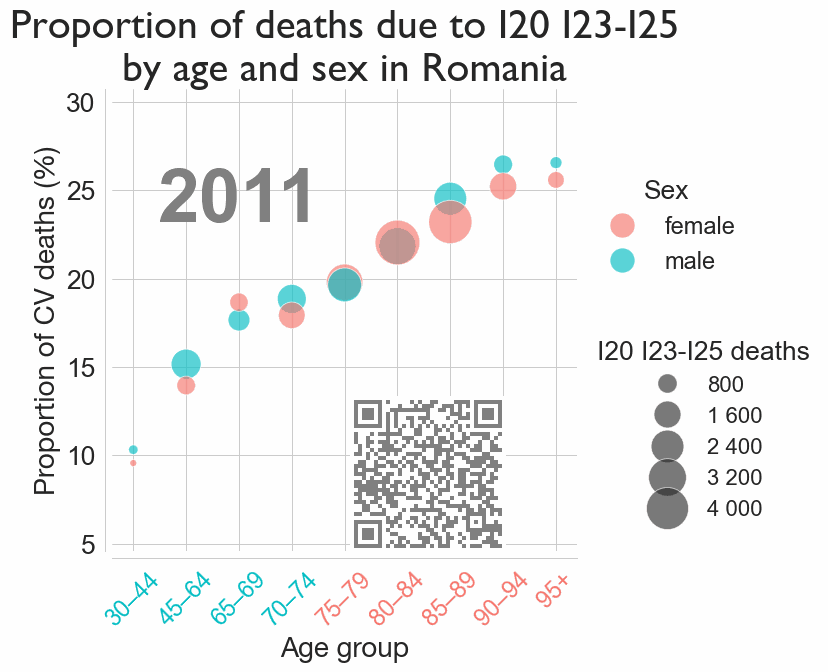 Proportion of deaths due to I20 I23-I25
by age and sex in Romania
30
25
20
15
10
5
Proportion of CV deaths (%)
2011
30–44
45–64
65–69
70–74
75–79
80–84
85–89
90–94
95+
Age group
Sex
female
male
I20 I23-I25 deaths
800
1 600
2 400
3 200
4 000